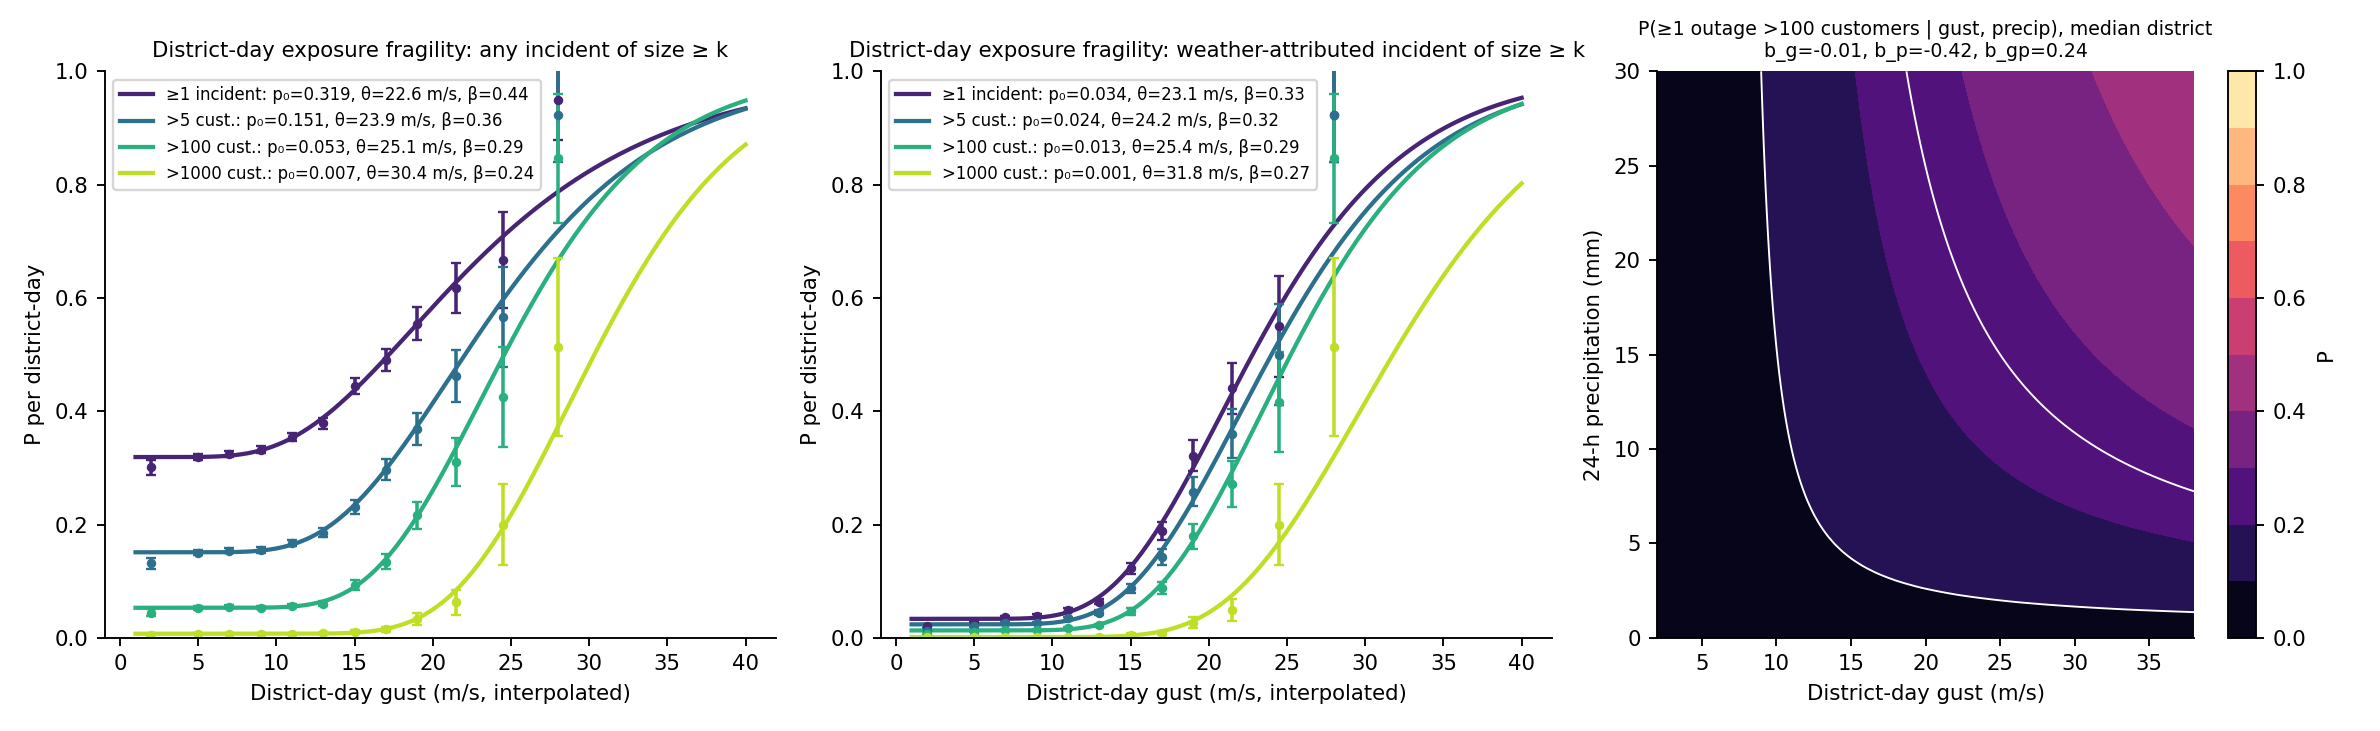 District-day exposure fragility: any incident of size ≥ k
≥1 incident: p₀=0.319, θ=22.6 m/s, β=0.44
>5 cust.: p₀=0.151, θ=23.9 m/s, β=0.36
>100 cust.: p₀=0.053, θ=25.1 m/s, β=0.29
>1000 cust.: p₀=0.007, θ=30.4 m/s, β=0.24
P per district-day
1.0
0.8
0.6
0.4
0.2
0.0
0 5 10 15 20 25 30 35 40
District-day gust (m/s, interpolated)
District-day exposure fragility: weather-attributed incident of size ≥ k
≥1 incident: p₀=0.034, θ=23.1 m/s, β=0.33
>5 cust.: p₀=0.024, θ=24.2 m/s, β=0.32
>100 cust.: p₀=0.013, θ=25.4 m/s, β=0.29
>1000 cust.: p₀=0.001, θ=31.8 m/s, β=0.27
P per district-day
1.0
0.8
0.6
0.4
0.2
0.0
0 5 10 15 20 25 30 35 40
District-day gust (m/s, interpolated)
P(≥1 outage >100 customers | gust, precip), median district
b_g=-0.01, b_p=-0.42, b_gp=0.24
24-h precipitation (mm)
30
25
20
15
10
5
0
5 10 15 20 25 30 35
District-day gust (m/s)
1.0
0.8
0.6
0.4
0.2
0.0
P